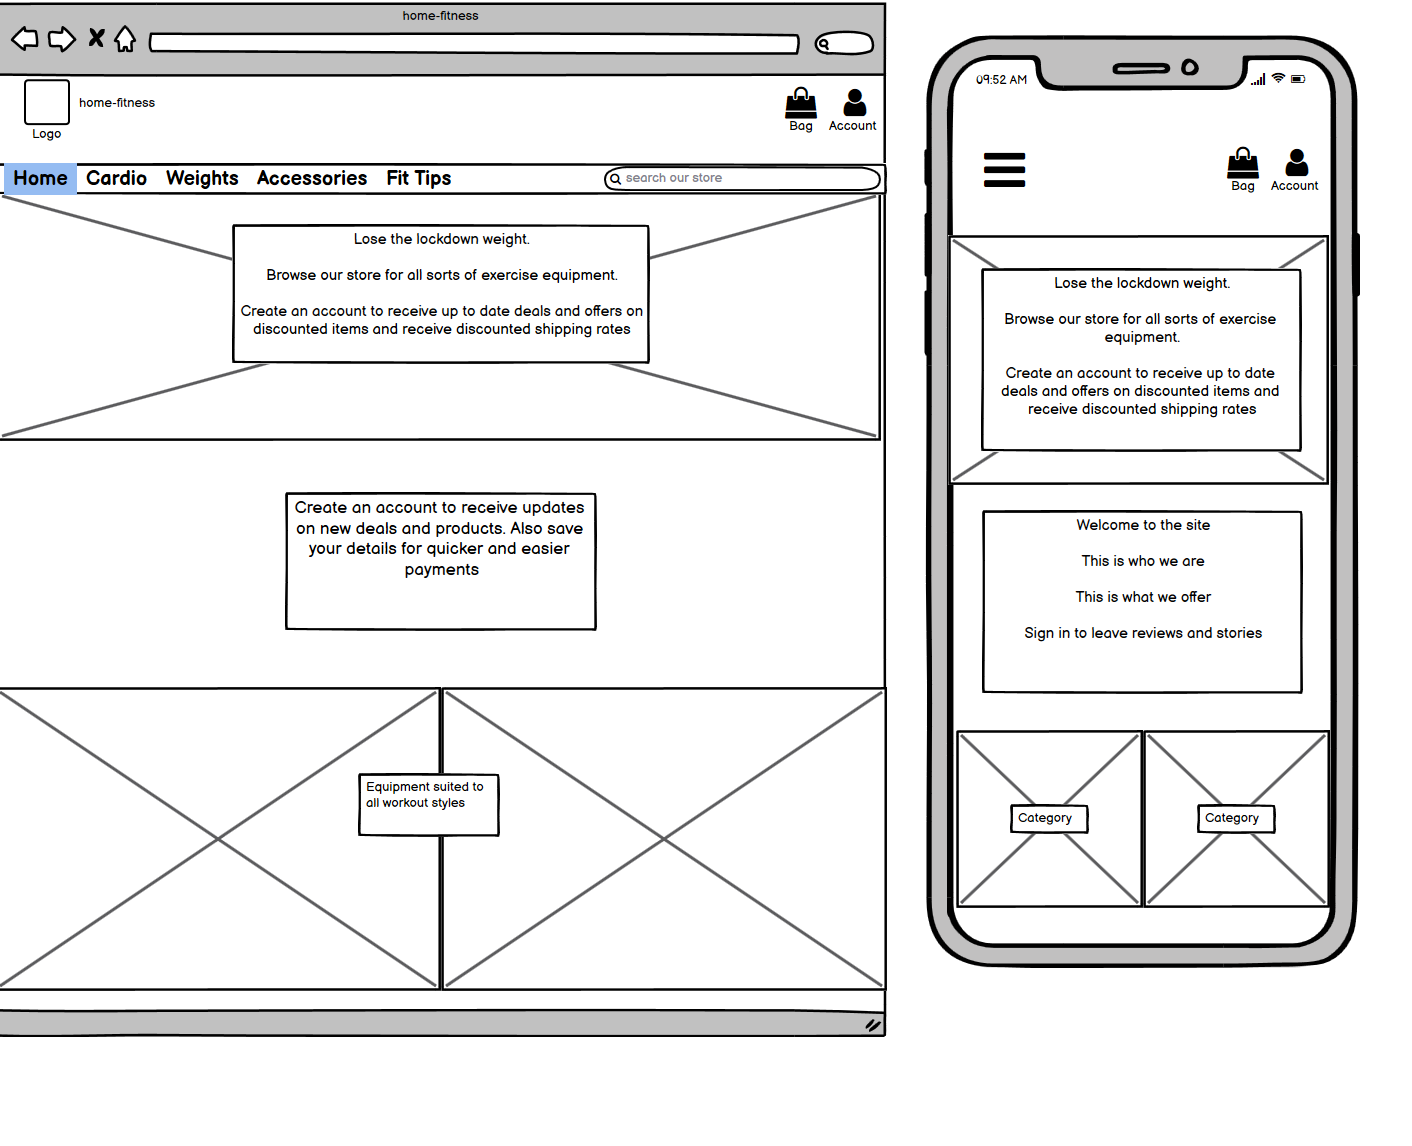 home-fitness
home-fitness
Logo
Bag
Account
Home Cardio Weights Accessories Fit Tips
search our store
Lose the lockdown weight.
Browse our store for all sorts of exercise equipment.
Create an account to receive up to date deals and offers on
discounted items and receive discounted shipping rates
Create an account to receive updates
on new deals and products. Also save
your details for quicker and easier
payments
Equipment suited to
all workout styles
09:52 AM
Bag
Account
Lose the lockdown weight.
Browse our store for all sorts of exercise
equipment.
Create an account to receive up to date
deals and offers on discounted items and
receive discounted shipping rates
Welcome to the site
This is who we are
This is what we offer
Sign in to leave reviews and stories
Category
Category